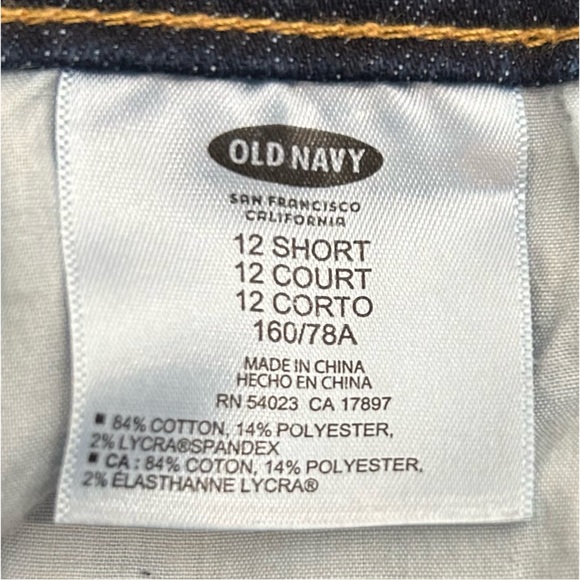 OLD NAVY
SAN FRANCISCO
CALIFORNIA
12 SHORT
12 COURT
12 CORTO
160/78A
MADE IN CHINA
HECHO EN CHINA
RN 54023 CA 17897
▪ 84% COTTON, 14% POLYESTER,
2% LYCRA®SPANDEX
▪ CA : 84% COTON, 14% POLYESTER,
2% ÉLASTHANNE LYCRA®